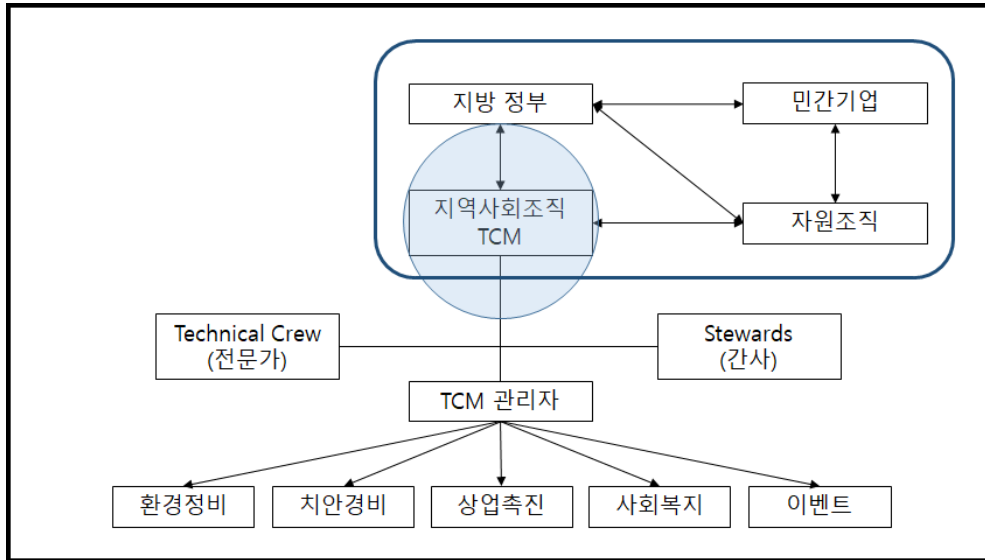 지방 정부
민간기업
지역사회조직
TCM
자원조직
Technical Crew
(전문가)
Stewards
(간사)
TCM 관리자
환경정비
치안경비
상업촉진
사회복지
이벤트